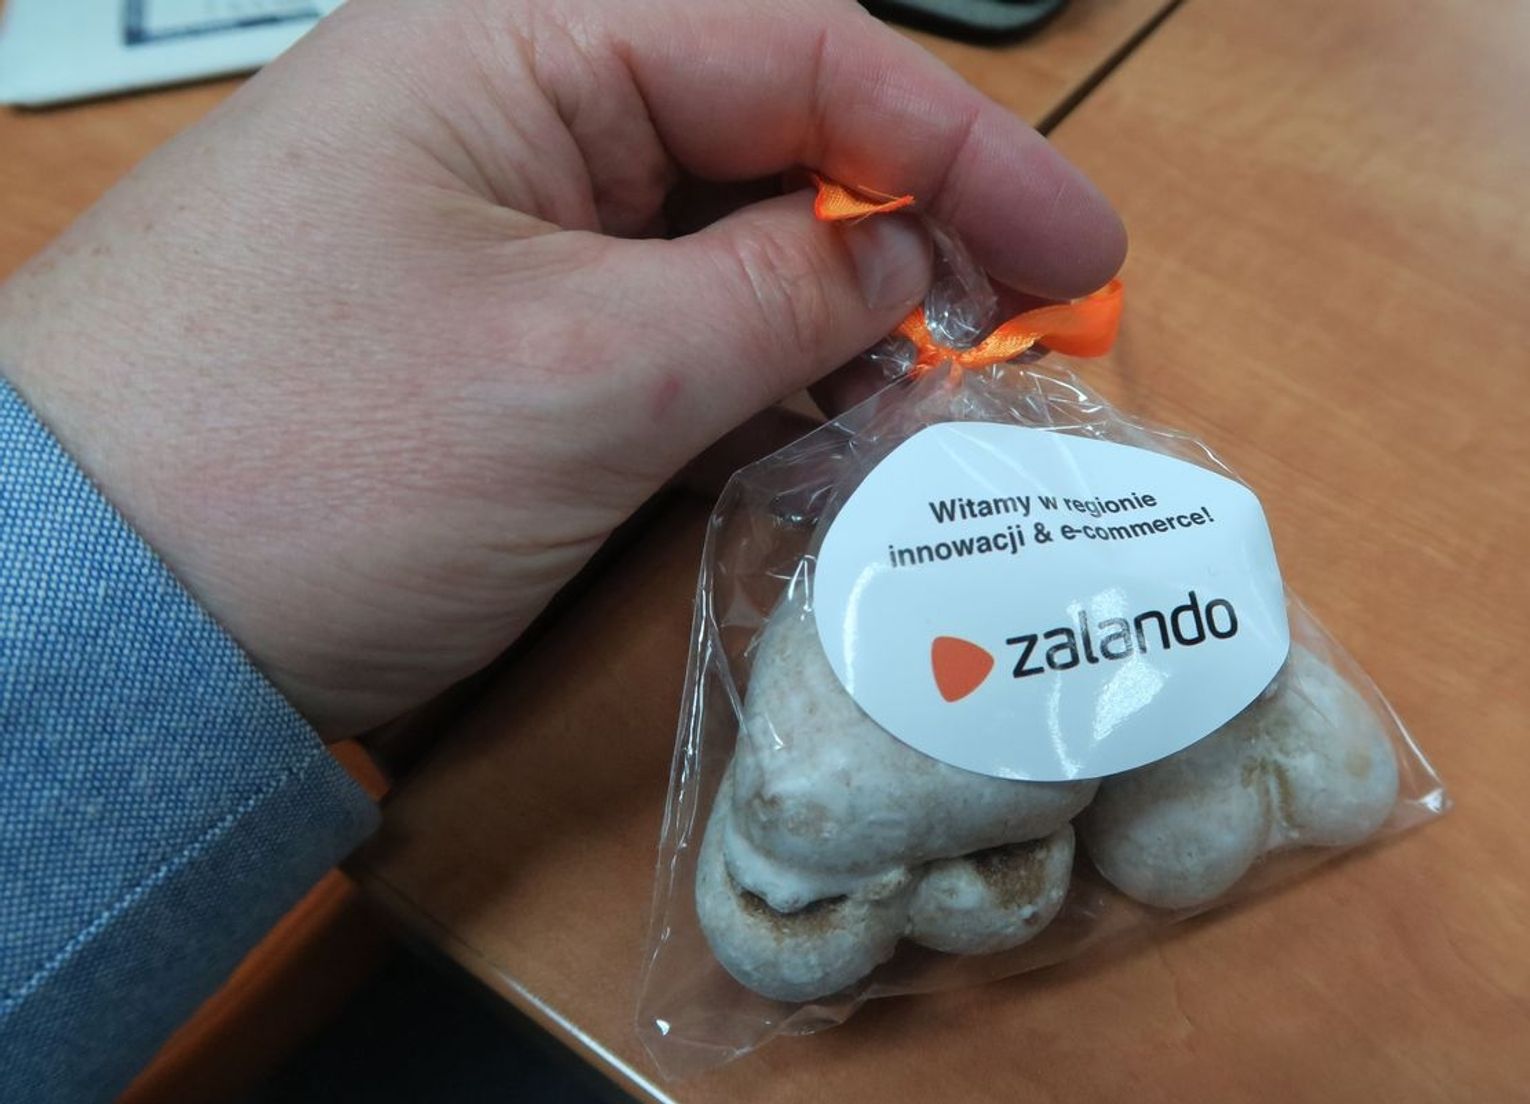 Witamy w regionie
innowacji & e-commerce!
zalando